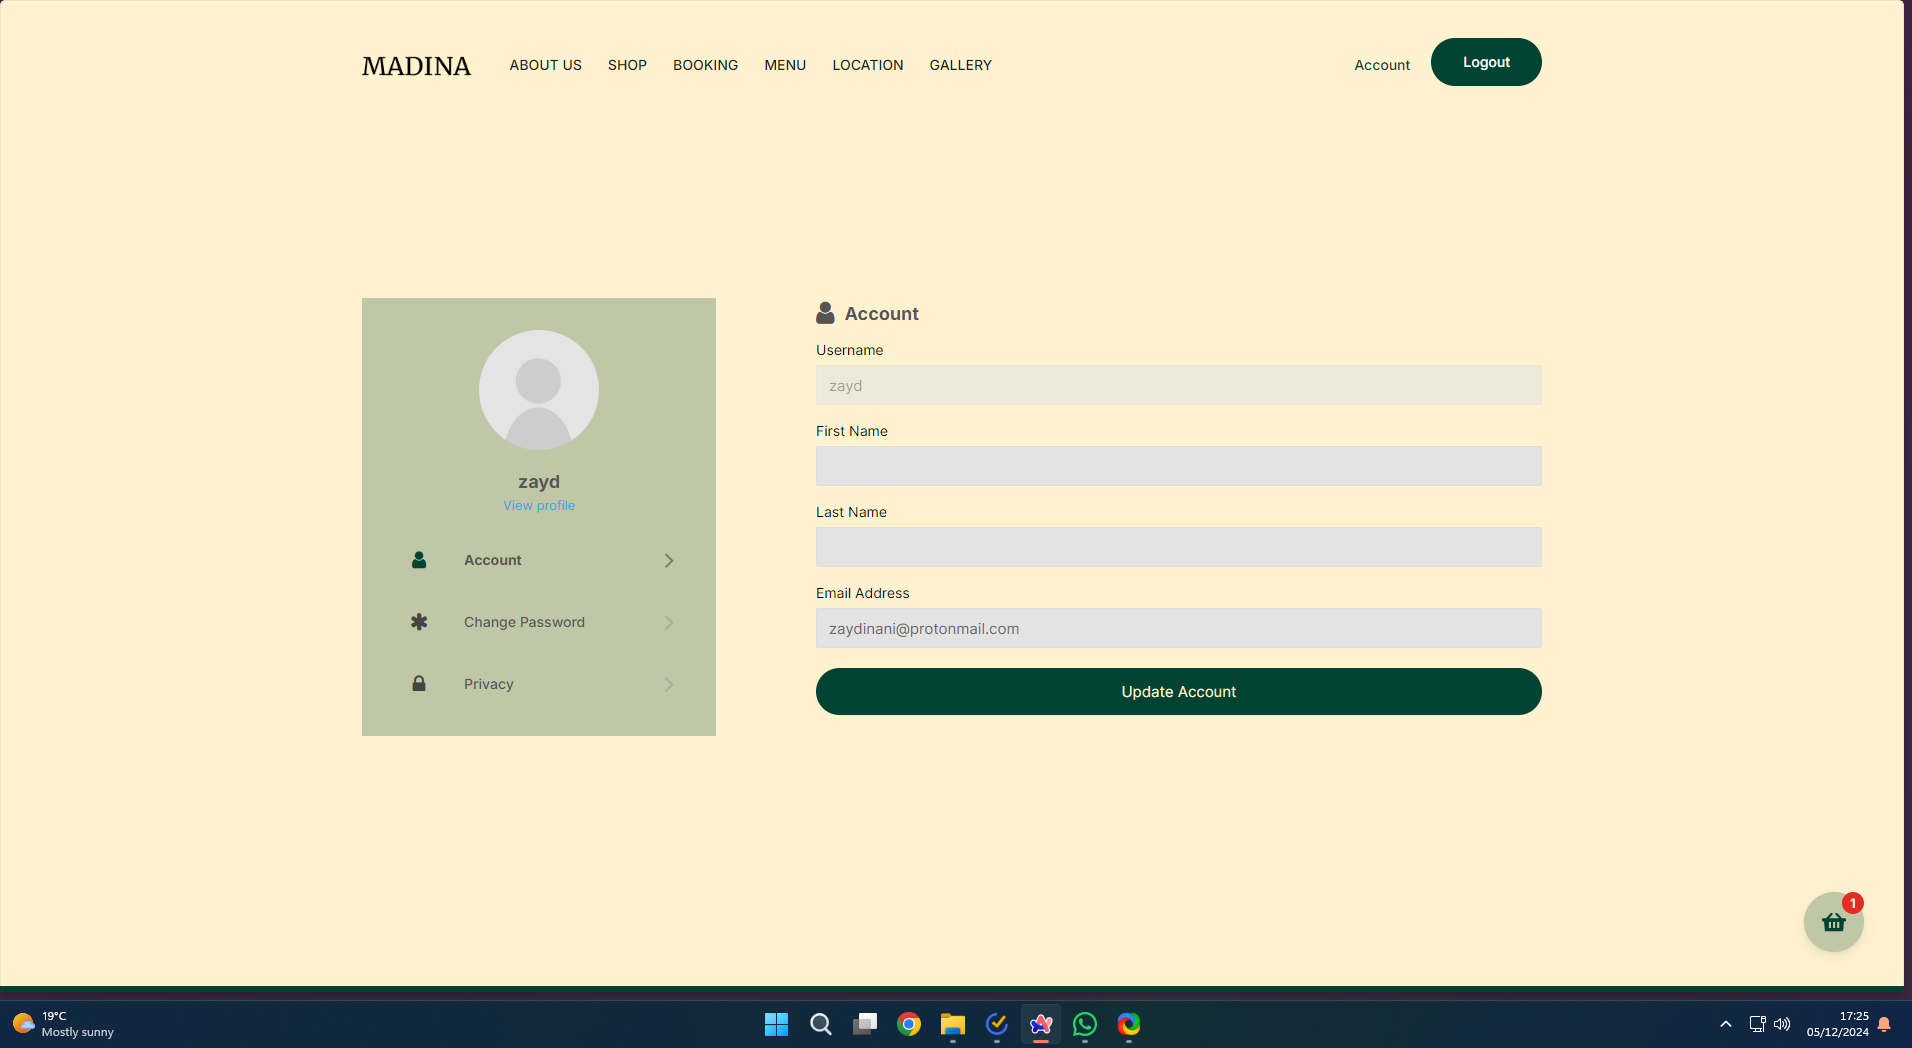 MADINA
ABOUT US SHOP BOOKING MENU LOCATION GALLERY
Account
Logout
zayd
View profile
Account
Change Password
Privacy
Account
Username
zayd
First Name
Last Name
Email Address
zaydinani@protonmail.com
Update Account
1
19°C
Mostly sunny
17:25
05/12/2024